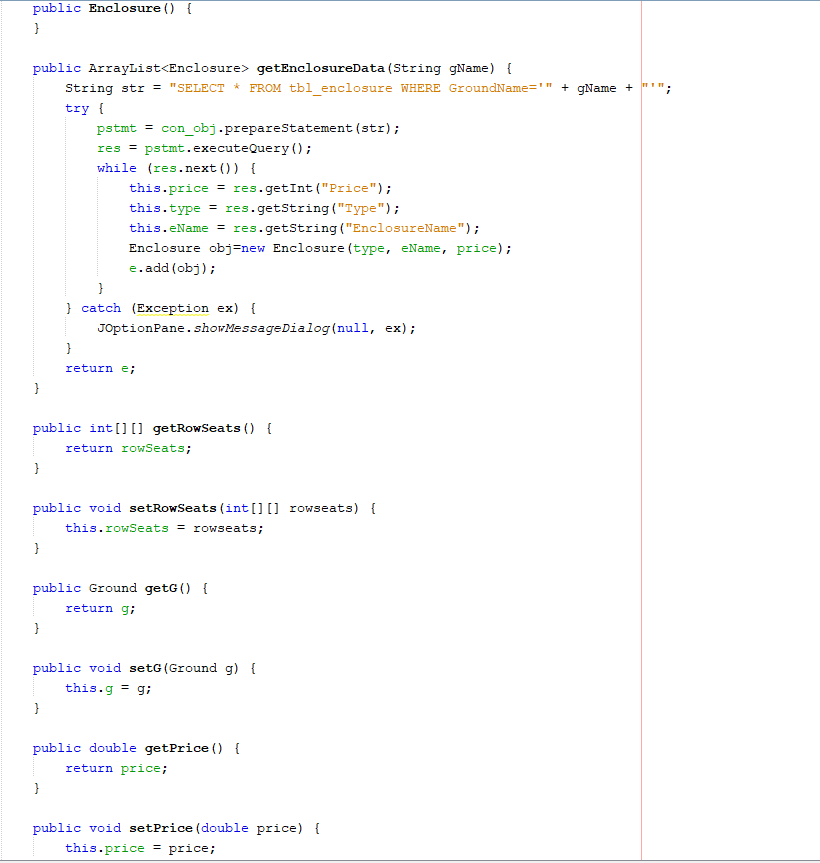 public Enclosure() {
}
public ArrayList<Enclosure> getEnclosureData(String gName) {
String str = "SELECT * FROM tbl_enclosure WHERE GroundName='" + gName + "'";
try {
pstmt = con_obj.prepareStatement(str);
res = pstmt.executeQuery();
while (res.next()) {
this.price = res.getInt("Price");
this.type = res.getString("Type");
this.eName = res.getString("EnclosureName");
Enclosure obj=new Enclosure(type, eName, price);
e.add(obj);
}
} catch (Exception ex) {
JOptionPane.showMessageDialog(null, ex);
}
return e;
}
public int[][] getRowSeats() {
return rowSeats;
}
public void setRowSeats(int[][] rowseats) {
this.rowSeats = rowseats;
}
public Ground getG() {
return g;
}
public void setG(Ground g) {
this.g = g;
}
public double getPrice() {
return price;
}
public void setPrice(double price) {
this.price = price;